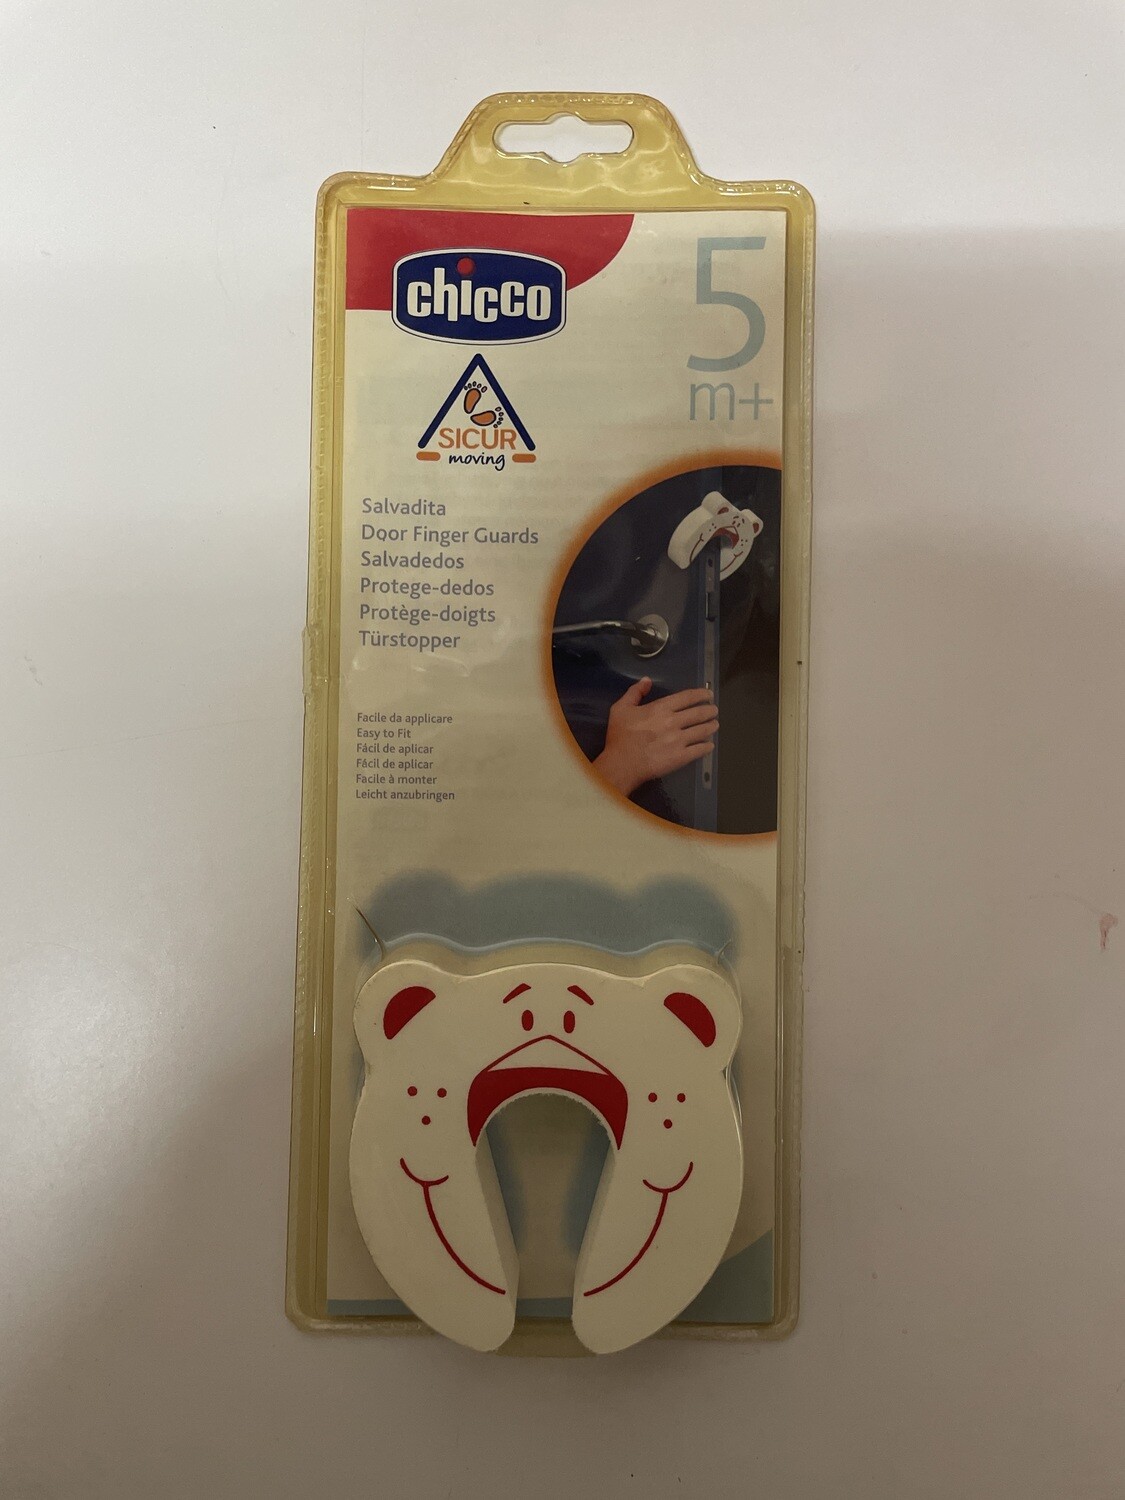 chicco
5
m+
SICUR
moving
Salvadita
Door Finger Guards
Salvadedos
Protege-dedos
Protège-doigts
Türstopper
Facile da applicare
Easy to Fit
Fácil de aplicar
Fácil de aplicar
Facile à monter
Leicht anzubringen